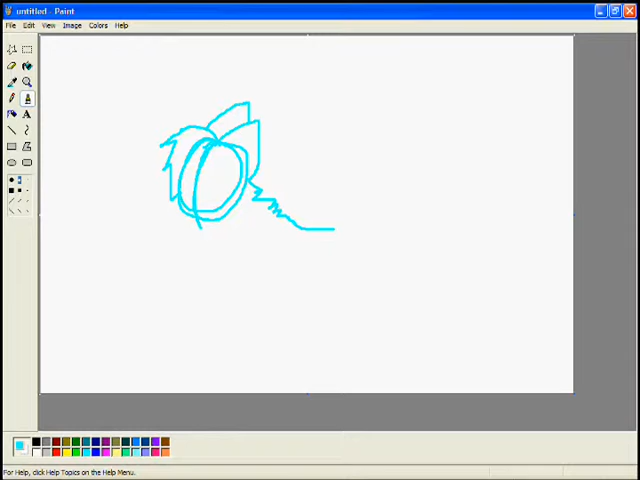 untitled - Paint
File Edit View Image Colors Help
A
For Help, click Help Topics on the Help Menu.